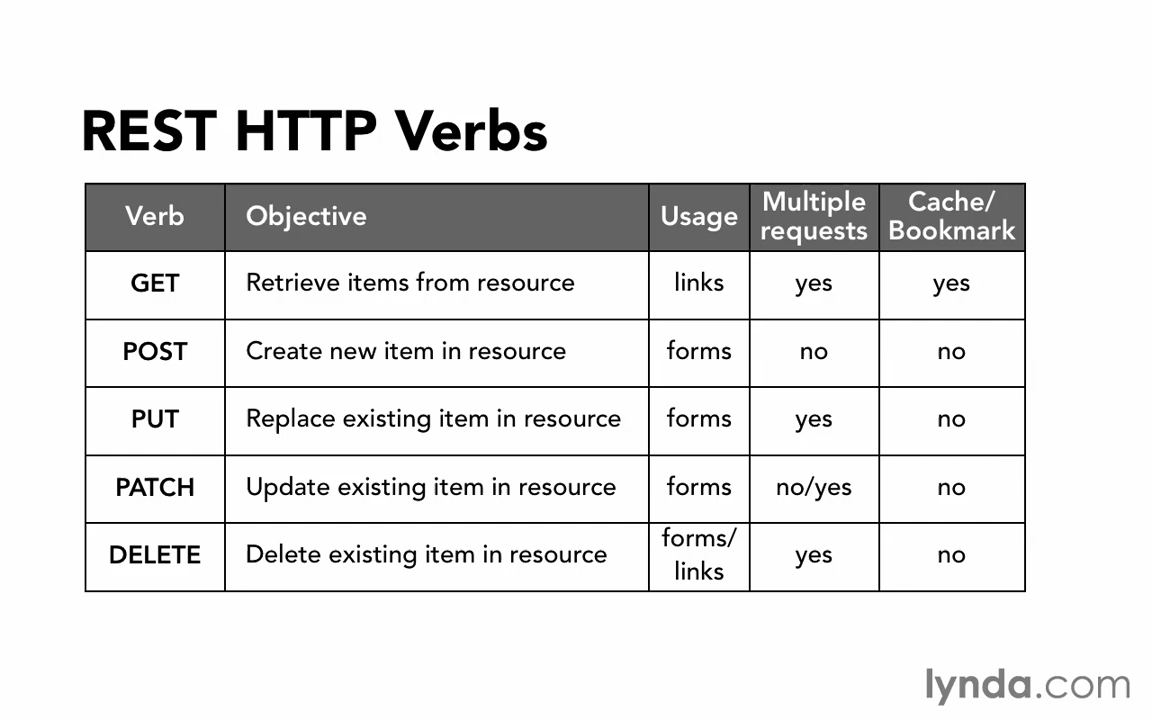 REST HTTP Verbs
Verb Objective Usage Multiple requests Cache/ Bookmark
GET Retrieve items from resource links yes yes
POST Create new item in resource forms no no
PUT Replace existing item in resource forms yes no
PATCH Update existing item in resource forms no/yes no
DELETE Delete existing item in resource forms/ links yes no
lynda.com